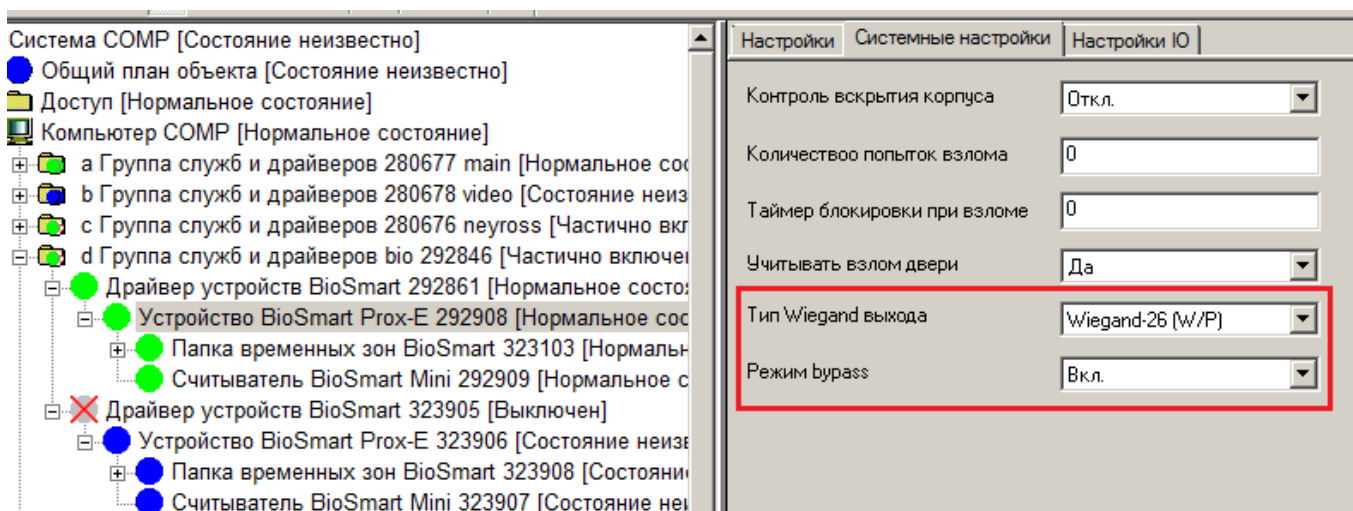 Система COMP [Состояние неизвестно]
Общий план объекта [Состояние неизвестно]
Доступ [Нормальное состояние]
Компьютер COMP [Нормальное состояние]
a Группа служб и драйверов 280677 main [Нормальное сос
b Группа служб и драйверов 280678 video [Состояние неиз
c Группа служб и драйверов 280676 neyross [Частично вкл
d Группа служб и драйверов bio 292846 [Частично включен
Драйвер устройств BioSmart 292861 [Нормальное состоя
Устройство BioSmart Prox-E 292908 [Нормальное сос
Папка временных зон BioSmart 323103 [Нормальн
Считыватель BioSmart Mini 292909 [Нормальное с
Драйвер устройств BioSmart 323905 [Выключен]
Устройство BioSmart Prox-E 323906 [Состояние неизв
Папка временных зон BioSmart 323908 [Состояни
Считыватель BioSmart Mini 323907 [Состояние неи
Настройки Системные настройки Настройки IO
Контроль вскрытия корпуса Откл.
Количествоо попыток взлома 0
Таймер блокировки при взломе 0
Учитывать взлом двери Да
Тип Wiegand выхода Wiegand-26 (W/P)
Режим bypass Вкл.